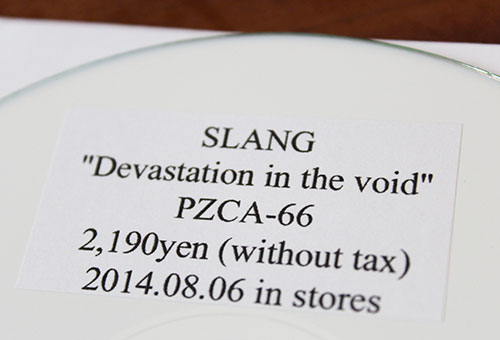 SLANG
"Devastation in the void"
PZCA-66
2,190yen (without tax)
2014.08.06 in stores